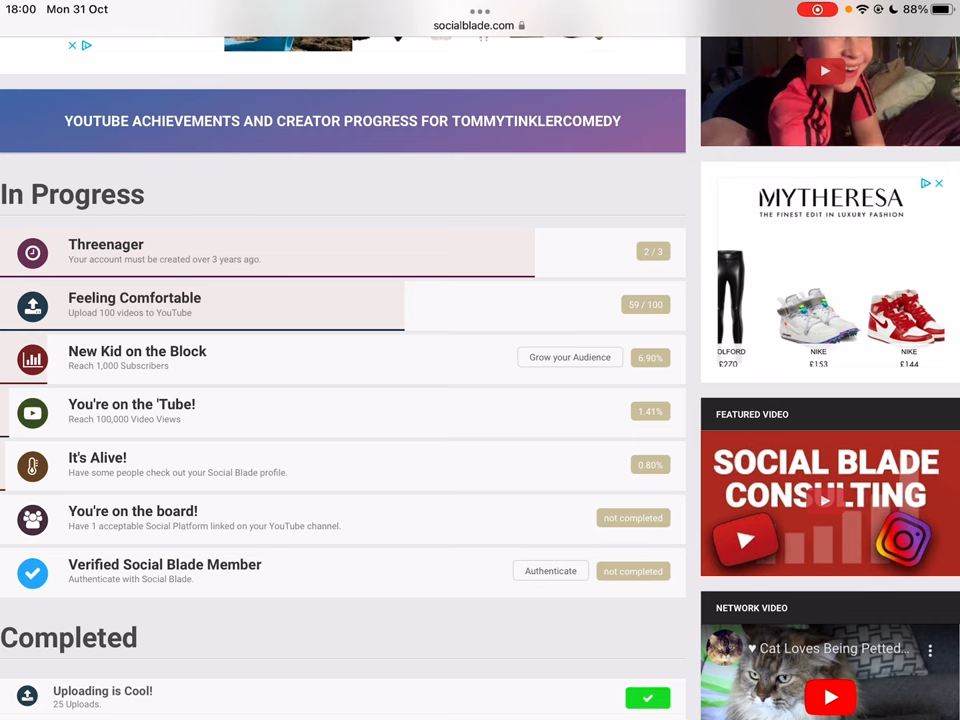 18:00 Mon 31 Oct
88%
socialblade.com
YOUTUBE ACHIEVEMENTS AND CREATOR PROGRESS FOR TOMMYTINKLERCOMEDY
In Progress
Threenager
Your account must be created over 3 years ago.
2 / 3
Feeling Comfortable
Upload 100 videos to YouTube
59 / 100
New Kid on the Block
Reach 1,000 Subscribers
Grow your Audience
6.90%
You're on the 'Tube!
Reach 100,000 Video Views
1.41%
It's Alive!
Have some people check out your Social Blade profile.
0.80%
You're on the board!
Have 1 acceptable Social Platform linked on your YouTube channel.
not completed
Verified Social Blade Member
Authenticate with Social Blade.
Authenticate
not completed
Completed
Uploading is Cool!
25 Uploads.
MYTHERESA
THE FINEST EDIT IN LUXURY FASHION
OLFORD
£270
NIKE
£153
NIKE
£144
FEATURED VIDEO
SOCIAL BLADE
CONSULTING
NETWORK VIDEO
♥ Cat Loves Being Petted...